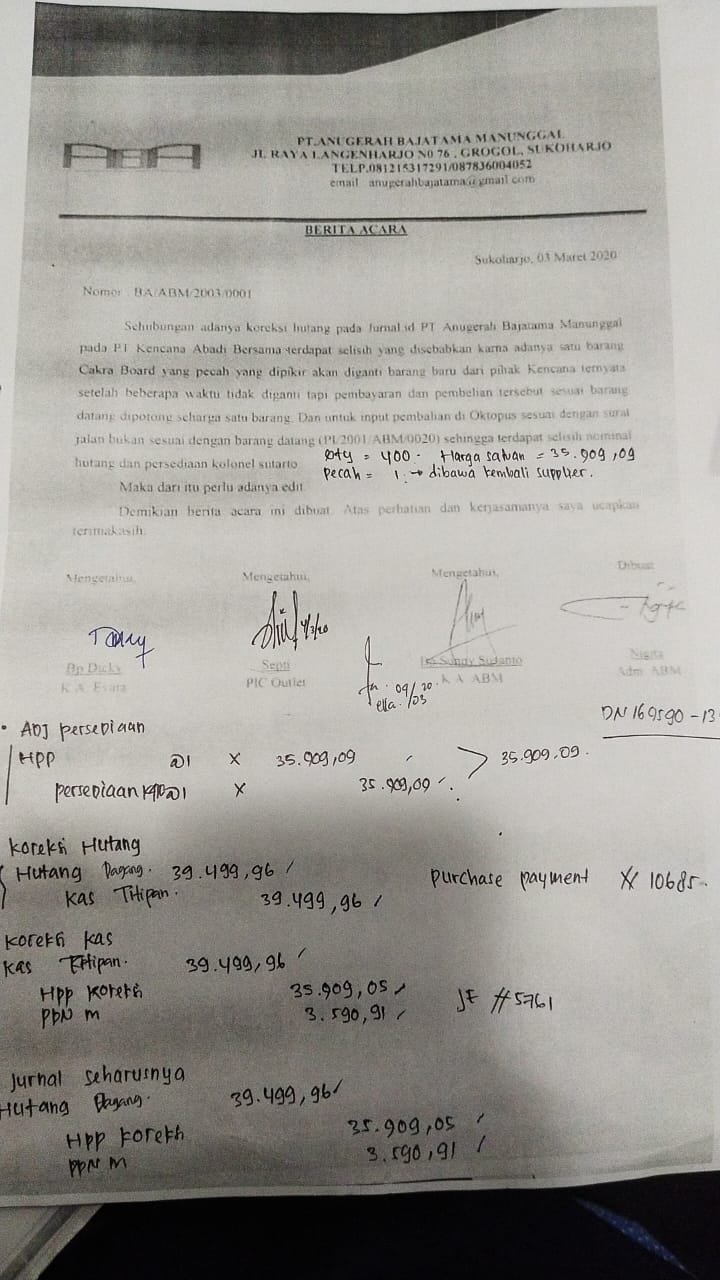 ABA
PT.ANUGERAH BAJATAMA MANUNGGAL
JL RAYA LANGENHARJO N0 76 , GROGOL, SUKOHARJO
TELP.081215317291/087836004052
email anugerahbajatama@gmail.com
BERITA ACARA
Sukoharjo, 03 Maret 2020
Nomor : BA/ABM/2003/0001
Sehubungan adanya koreksi hutang pada Jurnal.id PT Anugerah Bajatama Manunggal
pada PT Kencana Abadi Bersama terdapat selisih yang disebabkan karna adanya satu barang
Cakra Board yang pecah yang dipikir akan diganti barang baru dari pihak Kencana ternyata
setelah beberapa waktu tidak diganti tapi pembayaran dan pembelian tersebut sesuai barang
datang dipotong seharga satu barang. Dan untuk input pembalian di Oktopus sesuai dengan surat
jalan bukan sesuai dengan barang datang (PI/2001/ABM/0020) sehingga terdapat selisih nominal
hutang dan persediaan kolonel sutarto
Qty = 400 . Harga satuan = 35.909,09
Pecah = 1. → dibawa kembali supplier.
Maka dari itu perlu adanya edit.
Demikian berita acara ini dibuat. Atas perhatian dan kerjasamanya saya ucapkan
terimakasih.
Mengetahui, Mengetahui, Mengetahui, Dibuat
4/3/20
Bp Dicky Septi Sandy Sudanto Nigita
K.A. Evara PIC Outlet K.A ABM Adm ABM
09/03 20.
ella.
DN 169590 - 13
• ADJ persediaan
HPP @1 x 35.909,09 > 35.909.09.
persediaan @1 x 35.909,09
Koreksi Hutang
Hutang Dagang. 39.499,96 /
Kas Titipan. 39.499,96 /
Purchase payment # 10685.
Koreksi kas
Kas Titipan. 39.499,96
HPP Koreksi 35.909,05
PPN M 3.590,91
JE #5761
Jurnal seharusnya
Hutang Dagang. 39.499,96
HPP Koreksi 35.909,05
PPN M 3.590,91